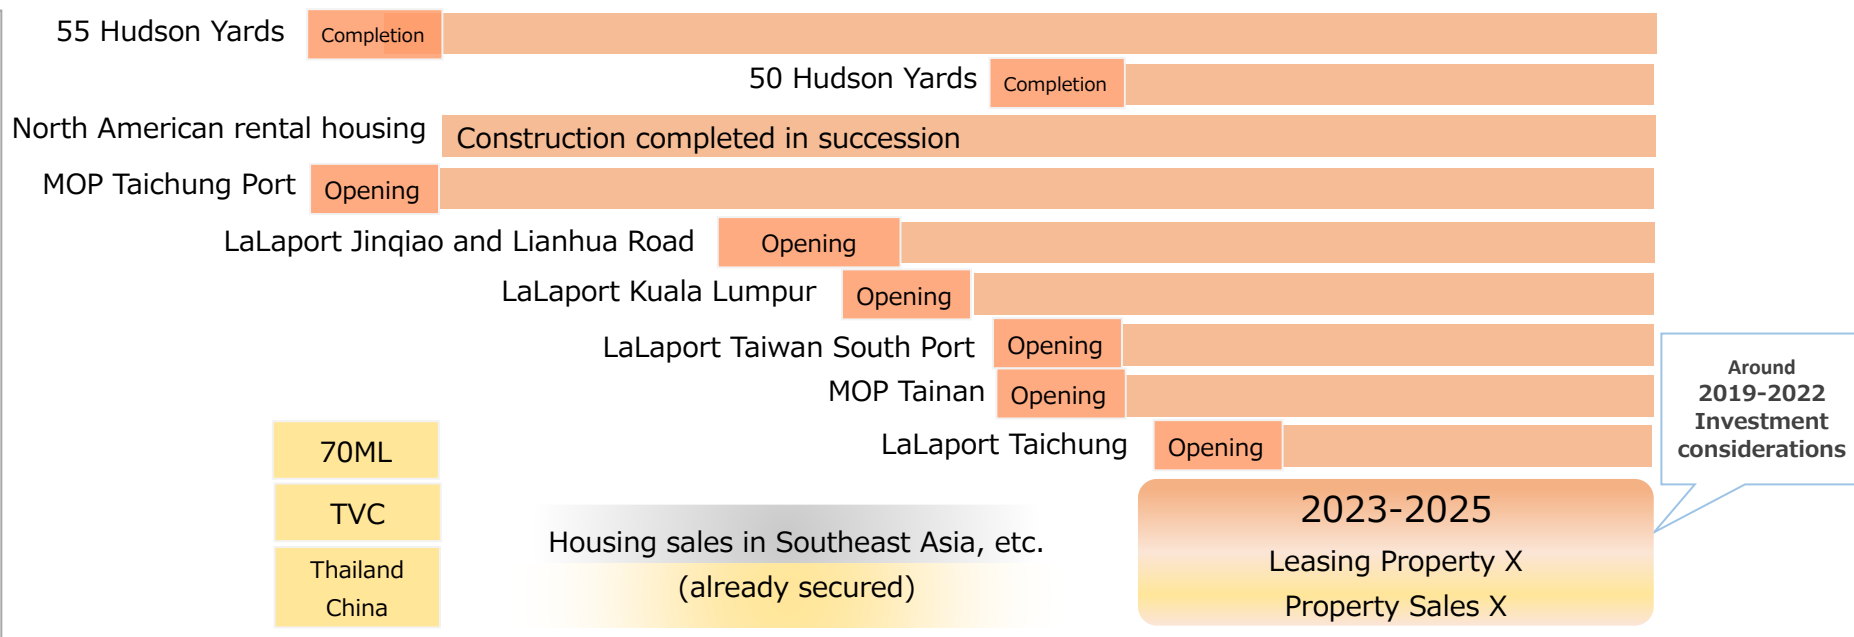 55 Hudson Yards Completion
50 Hudson Yards Completion
North American rental housing Construction completed in succession
MOP Taichung Port Opening
LaLaport Jinqiao and Lianhua Road Opening
LaLaport Kuala Lumpur Opening
LaLaport Taiwan South Port Opening
MOP Tainan Opening
LaLaport Taichung Opening
Around
2019-2022
Investment
considerations
70ML
TVC
Thailand
China
Housing sales in Southeast Asia, etc.
(already secured)
2023-2025
Leasing Property X
Property Sales X